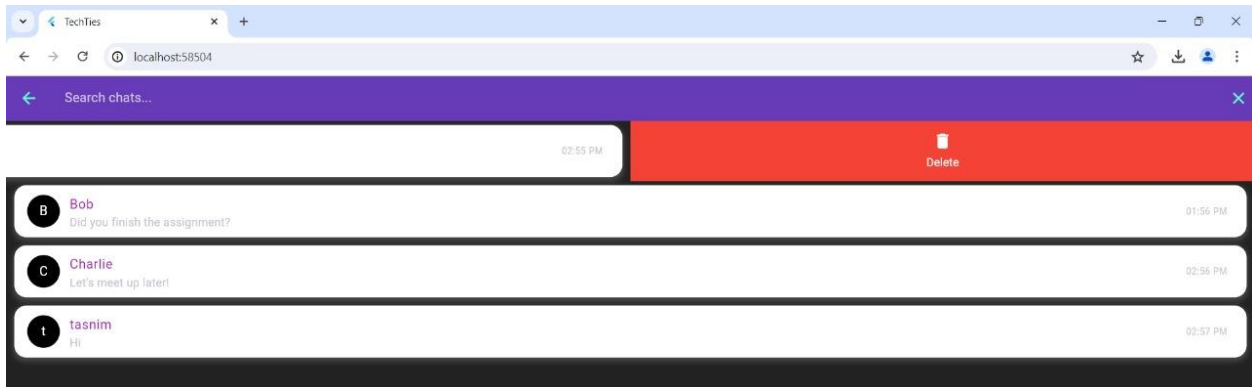 TechTies
localhost:58504
Search chats...
02:55 PM
Delete
B
Bob
Did you finish the assignment?
01:56 PM
C
Charlie
Let's meet up later!
02:56 PM
t
tasnim
Hi
02:57 PM